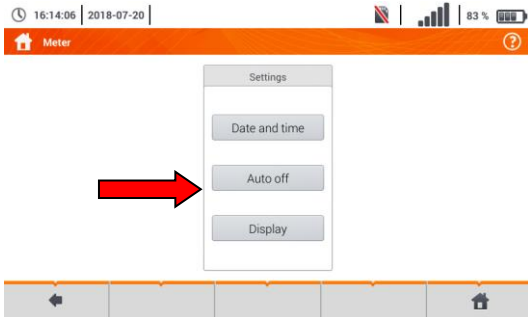 16:14:06 2018-07-20 83 %
Meter ?
Settings
Date and time
Auto off
Display